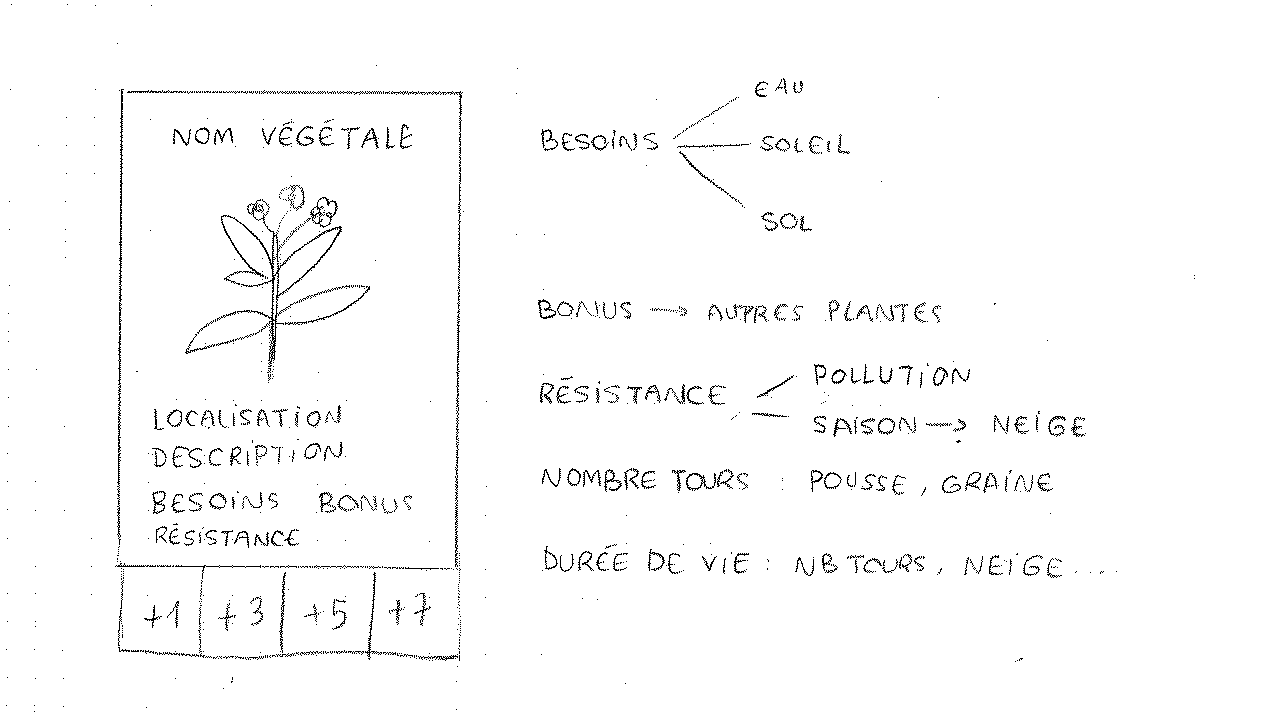 NOM VÉGÉTALE
LOCALISATION
DESCRIPTION
BESOINS BONUS
RÉSISTANCE
+1 +3 +5 +7
EAU
BESOINS SOLEIL
SOL
BONUS → AUTRES PLANTES
POLLUTION
RÉSISTANCE
SAISON → NEIGE
NOMBRE TOURS : POUSSE, GRAINE
DURÉE DE VIE : NB TOURS, NEIGE....